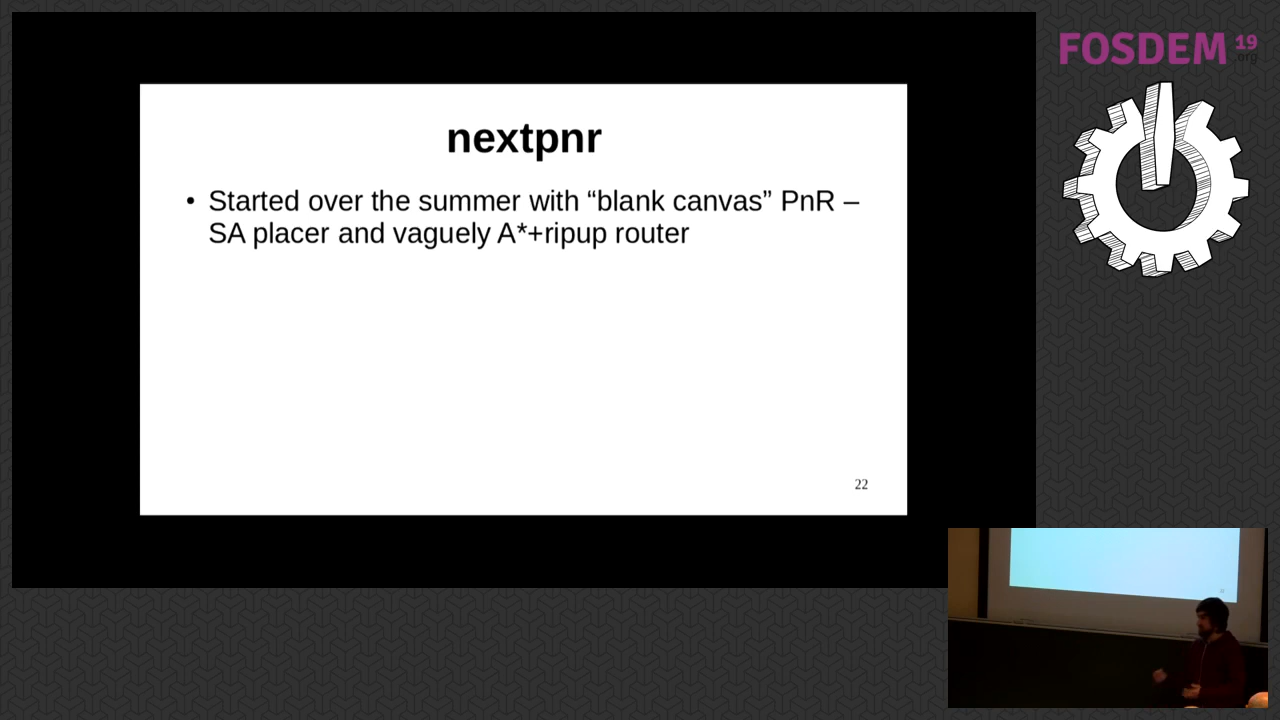 FOSDEM 19
.org
nextpnr
• Started over the summer with “blank canvas” PnR –
SA placer and vaguely A*+ripup router
22